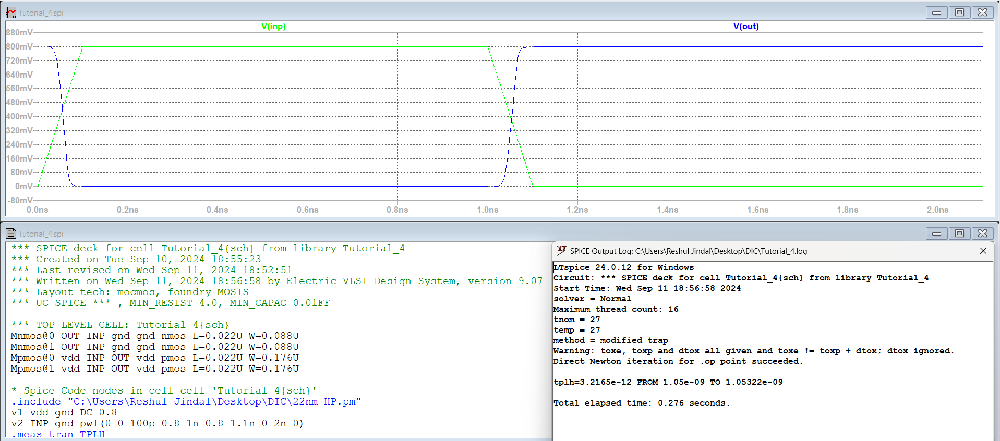 Tutorial_4.spi
V(inp) V(out)
880mV
800mV
720mV
640mV
560mV
480mV
400mV
320mV
240mV
160mV
80mV
0mV
-80mV
0.0ns 0.2ns 0.4ns 0.6ns 0.8ns 1.0ns 1.2ns 1.4ns 1.6ns 1.8ns 2.0ns
Tutorial_4.spi
*** SPICE deck for cell Tutorial_4{sch} from library Tutorial_4
*** Created on Tue Sep 10, 2024 18:55:23
*** Last revised on Wed Sep 11, 2024 18:52:51
*** Written on Wed Sep 11, 2024 18:56:58 by Electric VLSI Design System, version 9.07
*** Layout tech: mocmos, foundry MOSIS
*** UC SPICE *** , MIN_RESIST 4.0, MIN_CAPAC 0.01FF
*** TOP LEVEL CELL: Tutorial_4{sch}
Mnmos@0 OUT INP gnd gnd nmos L=0.022U W=0.088U
Mnmos@1 OUT INP gnd gnd nmos L=0.022U W=0.088U
Mpmos@0 vdd INP OUT vdd pmos L=0.022U W=0.176U
Mpmos@1 vdd INP OUT vdd pmos L=0.022U W=0.176U
* Spice Code nodes in cell cell 'Tutorial_4{sch}'
.include "C:\Users\Reshul Jindal\Desktop\DIC\22nm_HP.pm"
v1 vdd gnd DC 0.8
v2 INP gnd pwl(0 0 100p 0.8 1n 0.8 1.1n 0 2n 0)
.meas tran TPLH
SPICE Output Log: C:\Users\Reshul Jindal\Desktop\DIC\Tutorial_4.log
LTspice 24.0.12 for Windows
Circuit: *** SPICE deck for cell Tutorial_4{sch} from library Tutorial_4
Start Time: Wed Sep 11 18:56:58 2024
solver = Normal
Maximum thread count: 16
tnom = 27
temp = 27
method = modified trap
Warning: toxe, toxp and dtox all given and toxe != toxp + dtox; dtox ignored.
Direct Newton iteration for .op point succeeded.
tplh=3.2165e-12 FROM 1.05e-09 TO 1.05322e-09
Total elapsed time: 0.276 seconds.